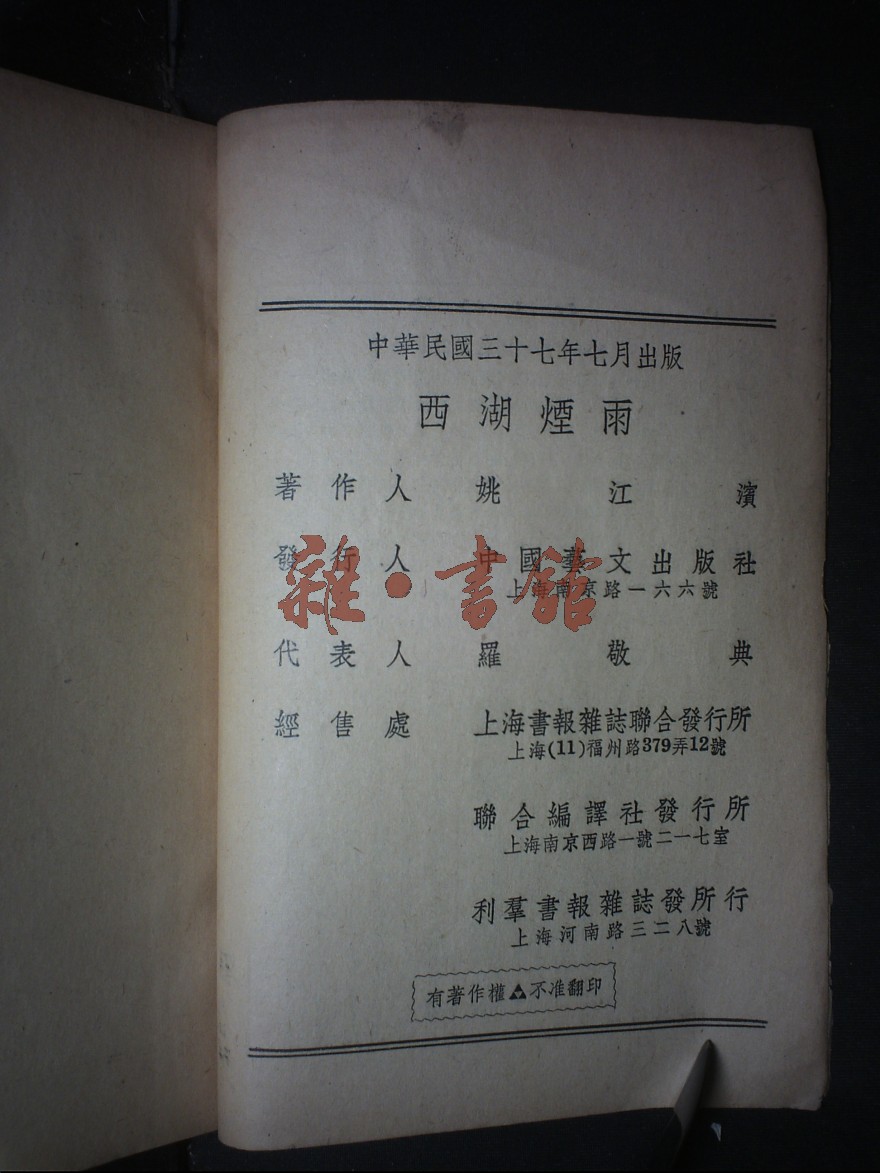 中華民國三十七年七月出版
西湖煙雨
著作人 姚江濱
發行人 中國藝文出版社
上海南京路一六六號
雜·書館
代表人 羅敬典
經售處 上海書報雜誌聯合發行所
上海(11)福州路379弄12號
聯合編譯社發行所
上海南京西路一號二一七室
利羣書報雜誌發所行
上海河南路三二八號
有著作權 不准翻印